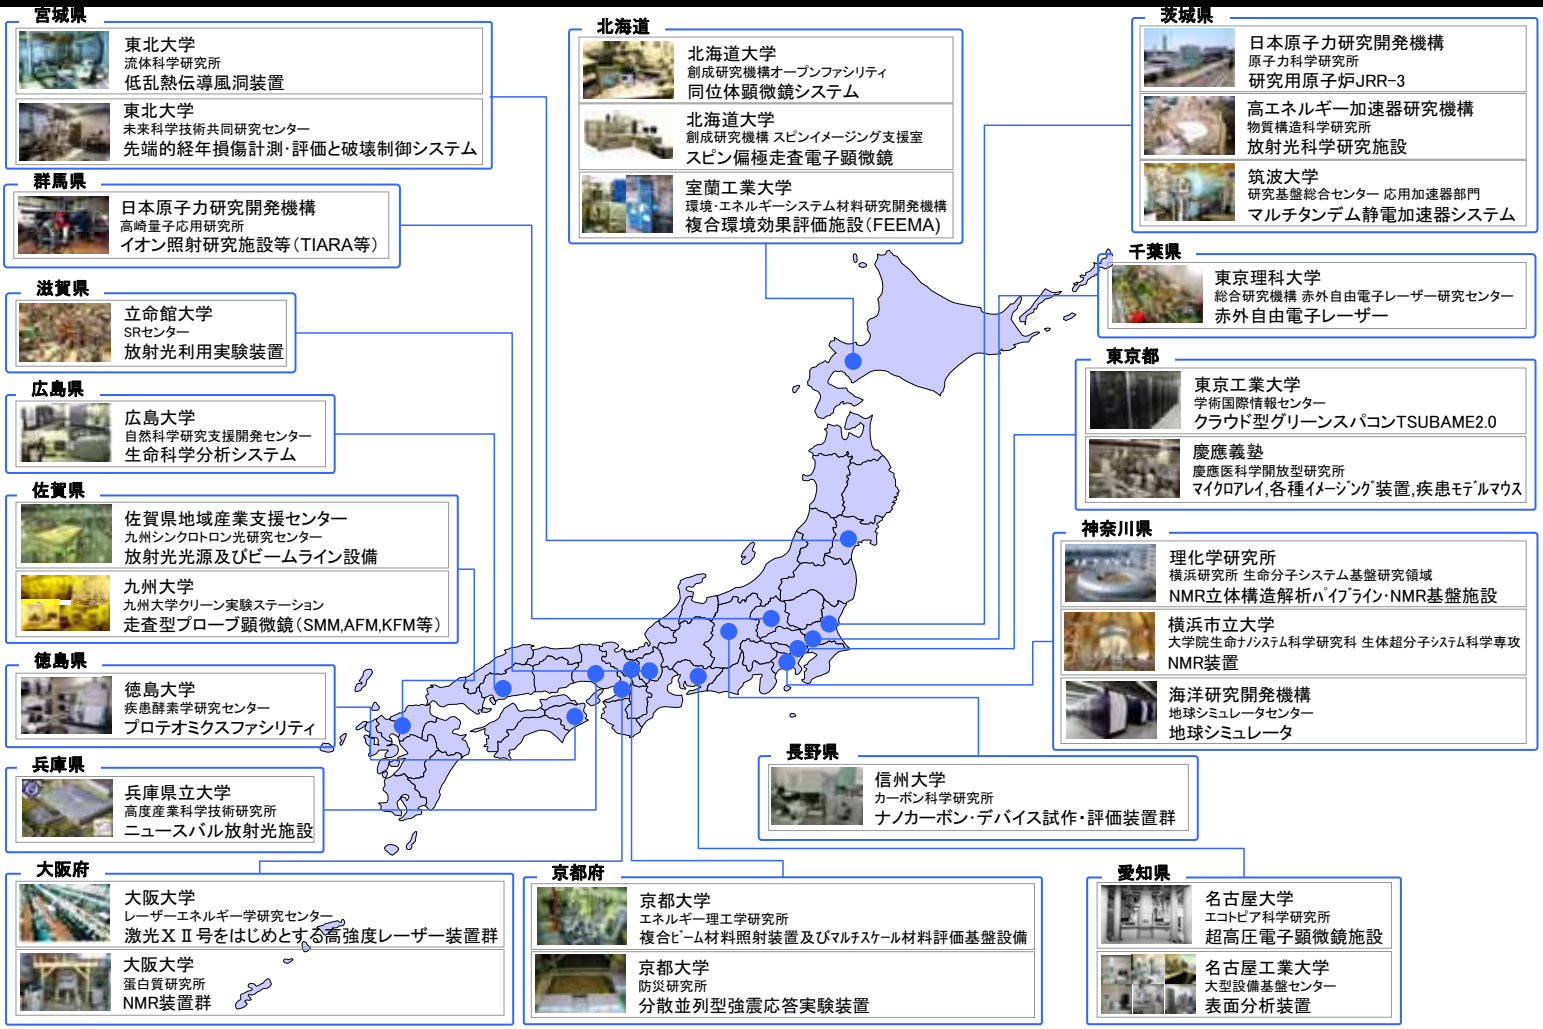 宮城県
東北大学
流体科学研究所
低乱熱伝導風洞装置
東北大学
未来科学技術共同研究センター
先端的経年損傷計測・評価と破壊制御システム
群馬県
日本原子力研究開発機構
高崎量子応用研究所
イオン照射研究施設等(TIARA等)
滋賀県
立命館大学
SRセンター
放射光利用実験装置
広島県
広島大学
自然科学研究支援開発センター
生命科学分析システム
佐賀県
佐賀県地域産業支援センター
九州シンクロトロン光研究センター
放射光光源及びビームライン設備
九州大学
九州大学クリーン実験ステーション
走査型プローブ顕微鏡(SMM,AFM,KFM等)
徳島県
徳島大学
疾患酵素学研究センター
プロテオミクスファシリティ
兵庫県
兵庫県立大学
高度産業科学技術研究所
ニュースバル放射光施設
大阪府
大阪大学
レーザーエネルギー学研究センター
激光ⅩⅡ号をはじめとする高強度レーザー装置群
大阪大学
蛋白質研究所
NMR装置群
北海道
北海道大学
創成研究機構オープンファシリティ
同位体顕微鏡システム
北海道大学
創成研究機構 スピンイメージング支援室
スピン偏極走査電子顕微鏡
室蘭工業大学
環境・エネルギーシステム材料研究開発機構
複合環境効果評価施設(FEEMA)
茨城県
日本原子力研究開発機構
原子力科学研究所
研究用原子炉JRR-3
高エネルギー加速器研究機構
物質構造科学研究所
放射光科学研究施設
筑波大学
研究基盤総合センター 応用加速器部門
マルチタンデム静電加速器システム
千葉県
東京理科大学
総合研究機構 赤外自由電子レーザー研究センター
赤外自由電子レーザー
東京都
東京工業大学
学術国際情報センター
クラウド型グリーンスパコンTSUBAME2.0
慶應義塾
慶應医科学開放型研究所
ﾏｲｸﾛｱﾚｲ,各種ｲﾒｰｼﾞﾝｸﾞ装置,疾患ﾓﾃﾞﾙﾏｳｽ
神奈川県
理化学研究所
横浜研究所 生命分子システム基盤研究領域
NMR立体構造解析ﾊﾟｲﾌﾟﾗｲﾝ・NMR基盤施設
横浜市立大学
大学院生命ﾅﾉｼｽﾃﾑ科学研究科 生体超分子ｼｽﾃﾑ科学専攻
NMR装置
海洋研究開発機構
地球シミュレータセンター
地球シミュレータ
長野県
信州大学
カーボン科学研究所
ナノカーボン・デバイス試作・評価装置群
京都府
京都大学
エネルギー理工学研究所
複合ﾋﾞｰﾑ材料照射装置及びﾏﾙﾁｽｹｰﾙ材料評価基盤設備
京都大学
防災研究所
分散並列型強震応答実験装置
愛知県
名古屋大学
エコトピア科学研究所
超高圧電子顕微鏡施設
名古屋工業大学
大型設備基盤センター
表面分析装置